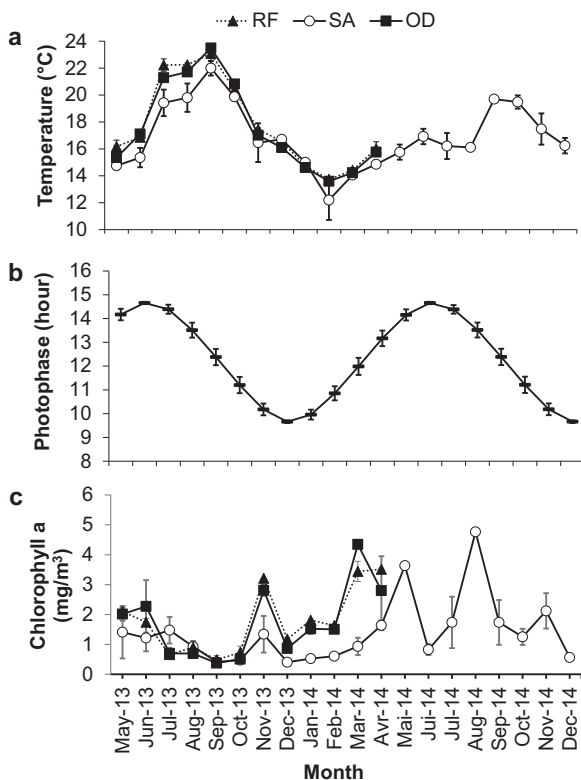 RF SA OD
a
Temperature (°C)
24
22
20
18
16
14
12
10
b
Photophase (hour)
16
15
14
13
12
11
10
9
8
c
Chlorophyll a
(mg/m³)
6
5
4
3
2
1
0
May-13
Jun-13
Jul-13
Aug-13
Sep-13
Oct-13
Nov-13
Dec-13
Jan-14
Feb-14
Mar-14
Avr-14
Mai-14
Jui-14
Jul-14
Aug-14
Sep-14
Oct-14
Nov-14
Dec-14
Month